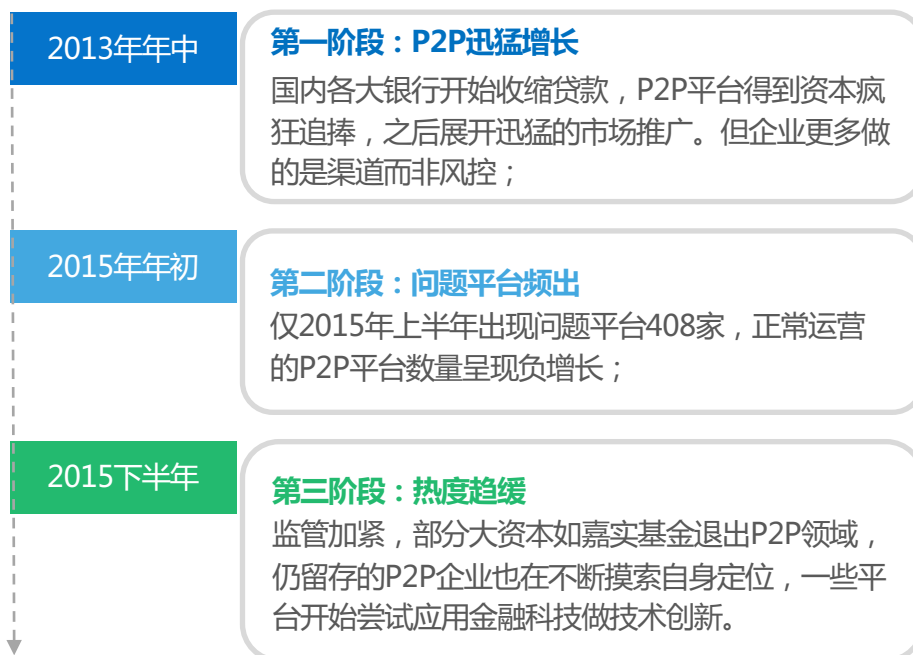 2013年年中
第一阶段：P2P迅猛增长
国内各大银行开始收缩贷款，P2P平台得到资本疯
狂追捧，之后展开迅猛的市场推广。但企业更多做
的是渠道而非风控；
2015年年初
第二阶段：问题平台频出
仅2015年上半年出现问题平台408家，正常运营
的P2P平台数量呈现负增长；
2015下半年
第三阶段：热度趋缓
监管加紧，部分大资本如嘉实基金退出P2P领域，
仍留存的P2P企业也在不断摸索自身定位，一些平
台开始尝试应用金融科技做技术创新。